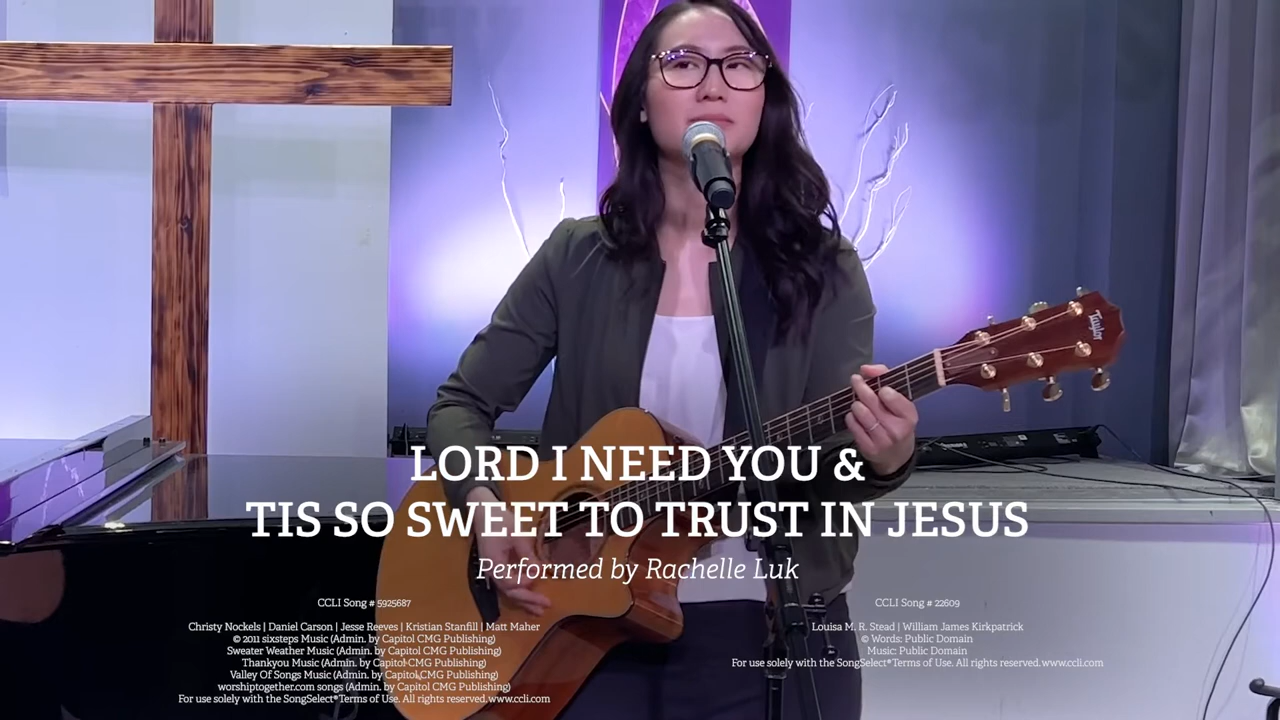 Taylor
LORD I NEED YOU &
TIS SO SWEET TO TRUST IN JESUS
Performed by Rachelle Luk
CCLI Song # 5925687
Christy Nockels | Daniel Carson | Jesse Reeves | Kristian Stanfill | Matt Maher
© 2011 sixsteps Music (Admin. by Capitol CMG Publishing)
Sweater Weather Music (Admin. by Capitol CMG Publishing)
Thankyou Music (Admin. by Capitol CMG Publishing)
Valley Of Songs Music (Admin. by Capitol CMG Publishing)
worshiptogether.com songs (Admin. by Capitol CMG Publishing)
For use solely with the SongSelect® Terms of Use. All rights reserved. www.ccli.com
CCLI Song # 22609
Louisa M. R. Stead | William James Kirkpatrick
© Words: Public Domain
Music: Public Domain
For use solely with the SongSelect® Terms of Use. All rights reserved. www.ccli.com